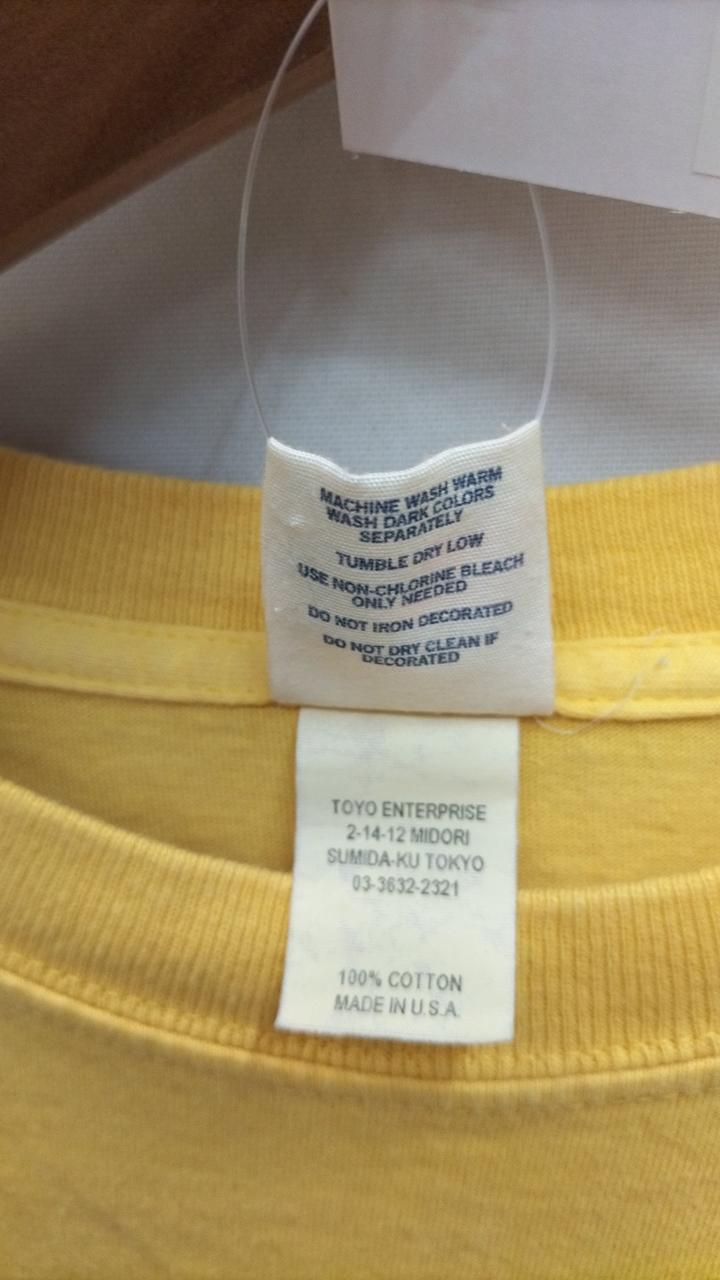 MACHINE WASH WARM
WASH DARK COLORS
SEPARATELY
TUMBLE DRY LOW
USE NON-CHLORINE BLEACH
ONLY NEEDED
DO NOT IRON DECORATED
DO NOT DRY CLEAN IF
DECORATED
TOYO ENTERPRISE
2-14-12 MIDORI
SUMIDA-KU TOKYO
03-3632-2321
100% COTTON
MADE IN U.S.A.